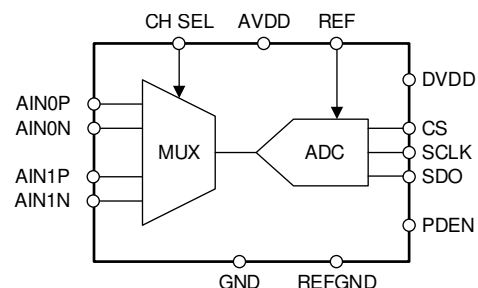 CH SEL AVDD REF
DVDD
AIN0P
AIN0N
MUX
ADC
CS
SCLK
SDO
AIN1P
AIN1N
PDEN
GND REFGND